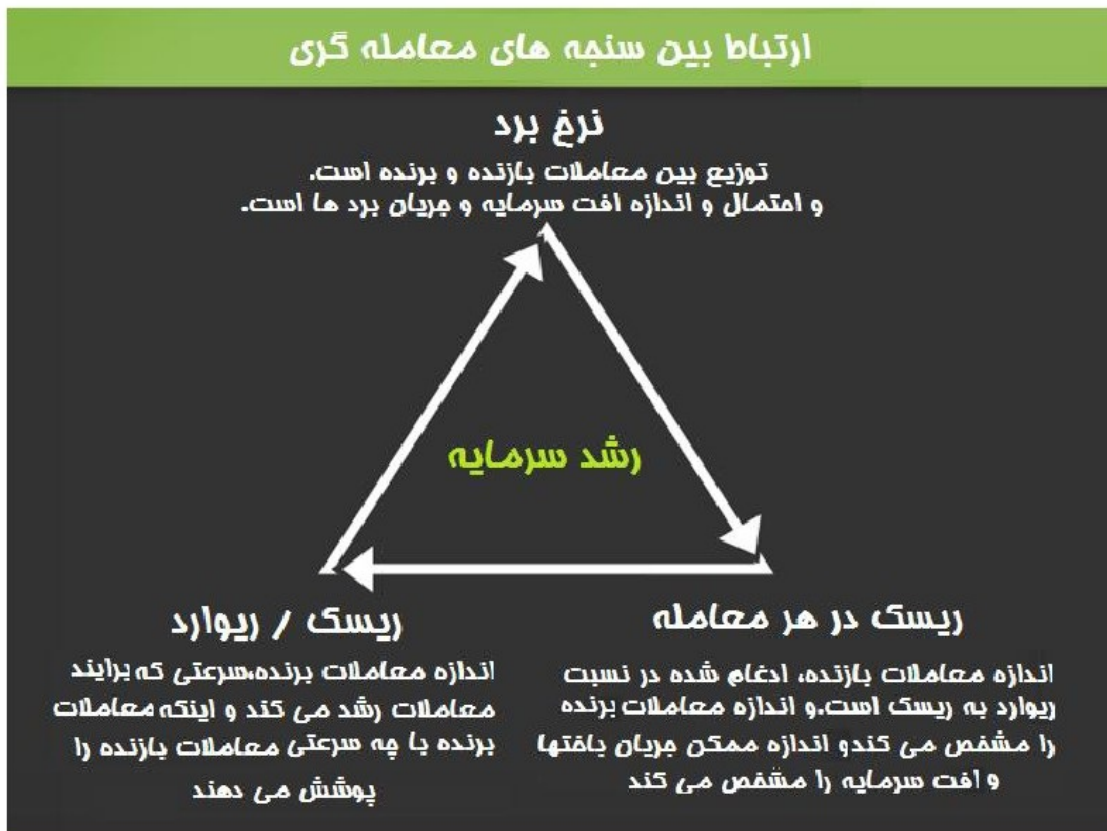 ارتباط بین سنجه های معامله گری
نرخ برد
توزیع بین معاملات بازنده و برنده است.
و احتمال و اندازه افت سرمایه و جریان برد ها است.
رشد سرمایه
ریسک در هر معامله
اندازه معاملات بازتده، ادغام شده در نسبت
ریوارد به ریسک است.و اندازه معاملات برنده
را مشخص می کندو اندازه ممکن جریان باختها
و افت سرمایه را مشخص می کند
ریسک / ریوارد
اندازه معاملات برنده،سرعتی که برایند
معاملات رشد می کند و اینکه معاملات
برنده با چه سرعتی معاملات بازنده را
پوشش می دهند